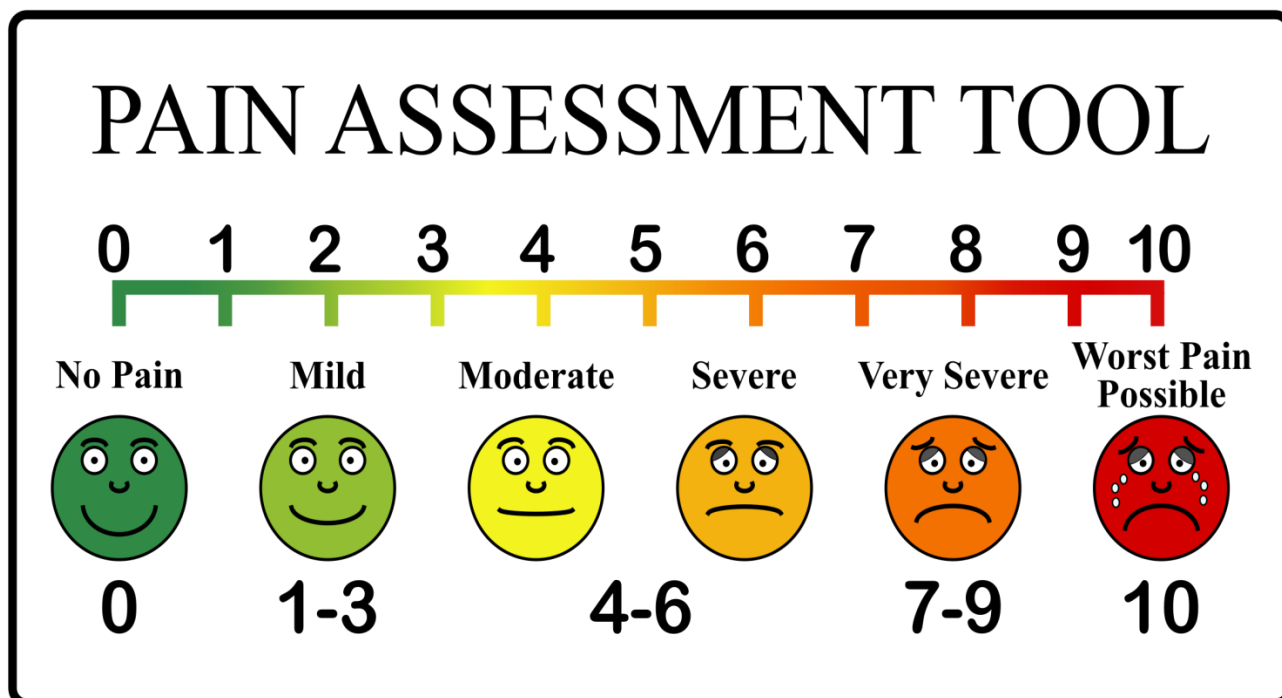 PAIN ASSESSMENT TOOL
0 1 2 3 4 5 6 7 8 9 10
No Pain Mild Moderate Severe Very Severe Worst Pain
Possible
0 1-3 4-6 7-9 10